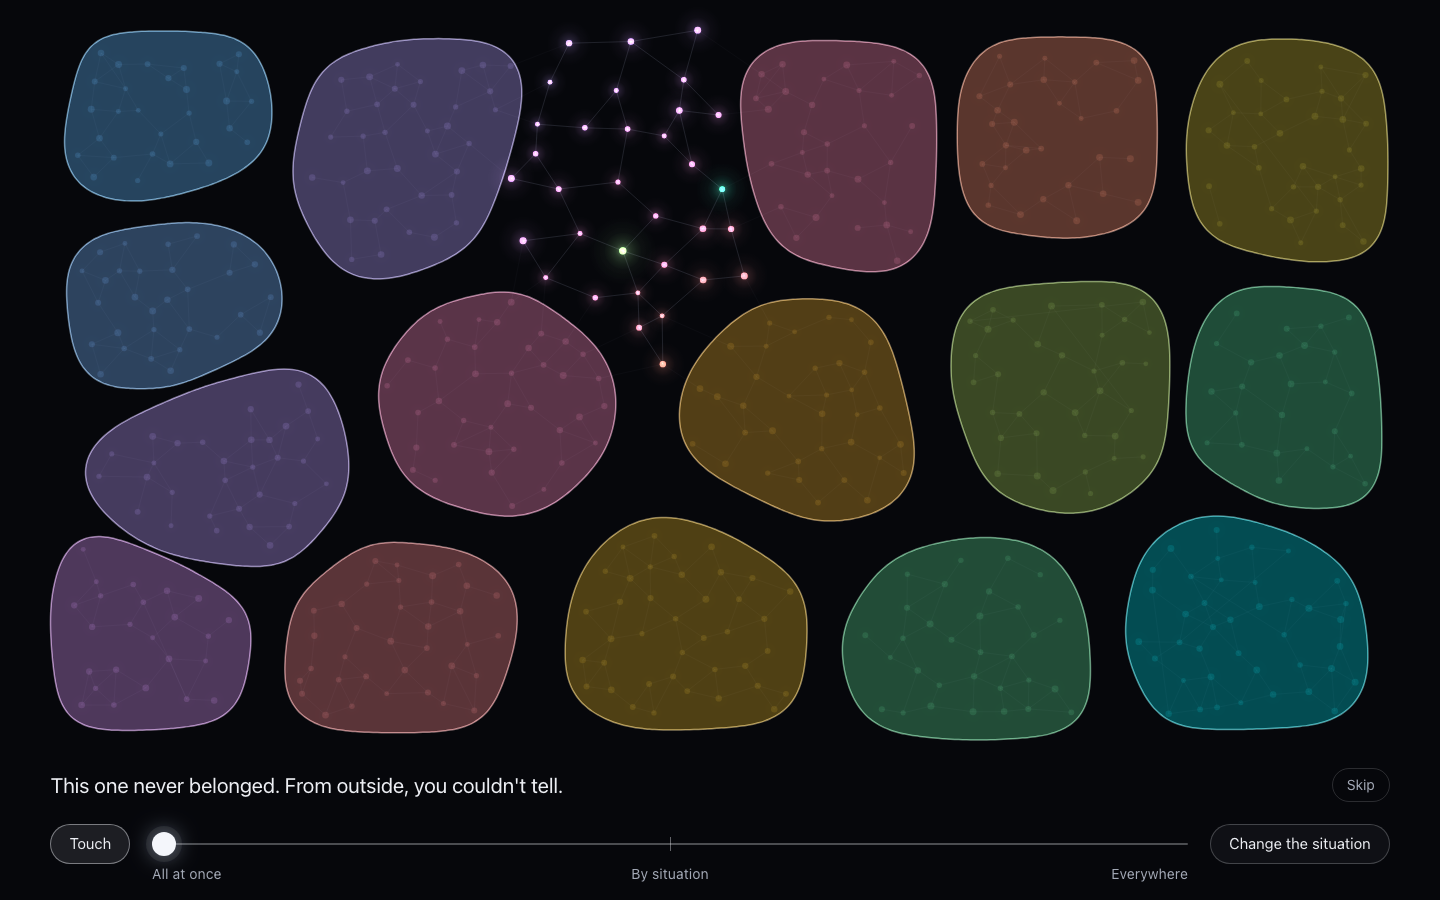 This one never belonged. From outside, you couldn't tell.
Skip
Touch
Change the situation
All at once
By situation
Everywhere